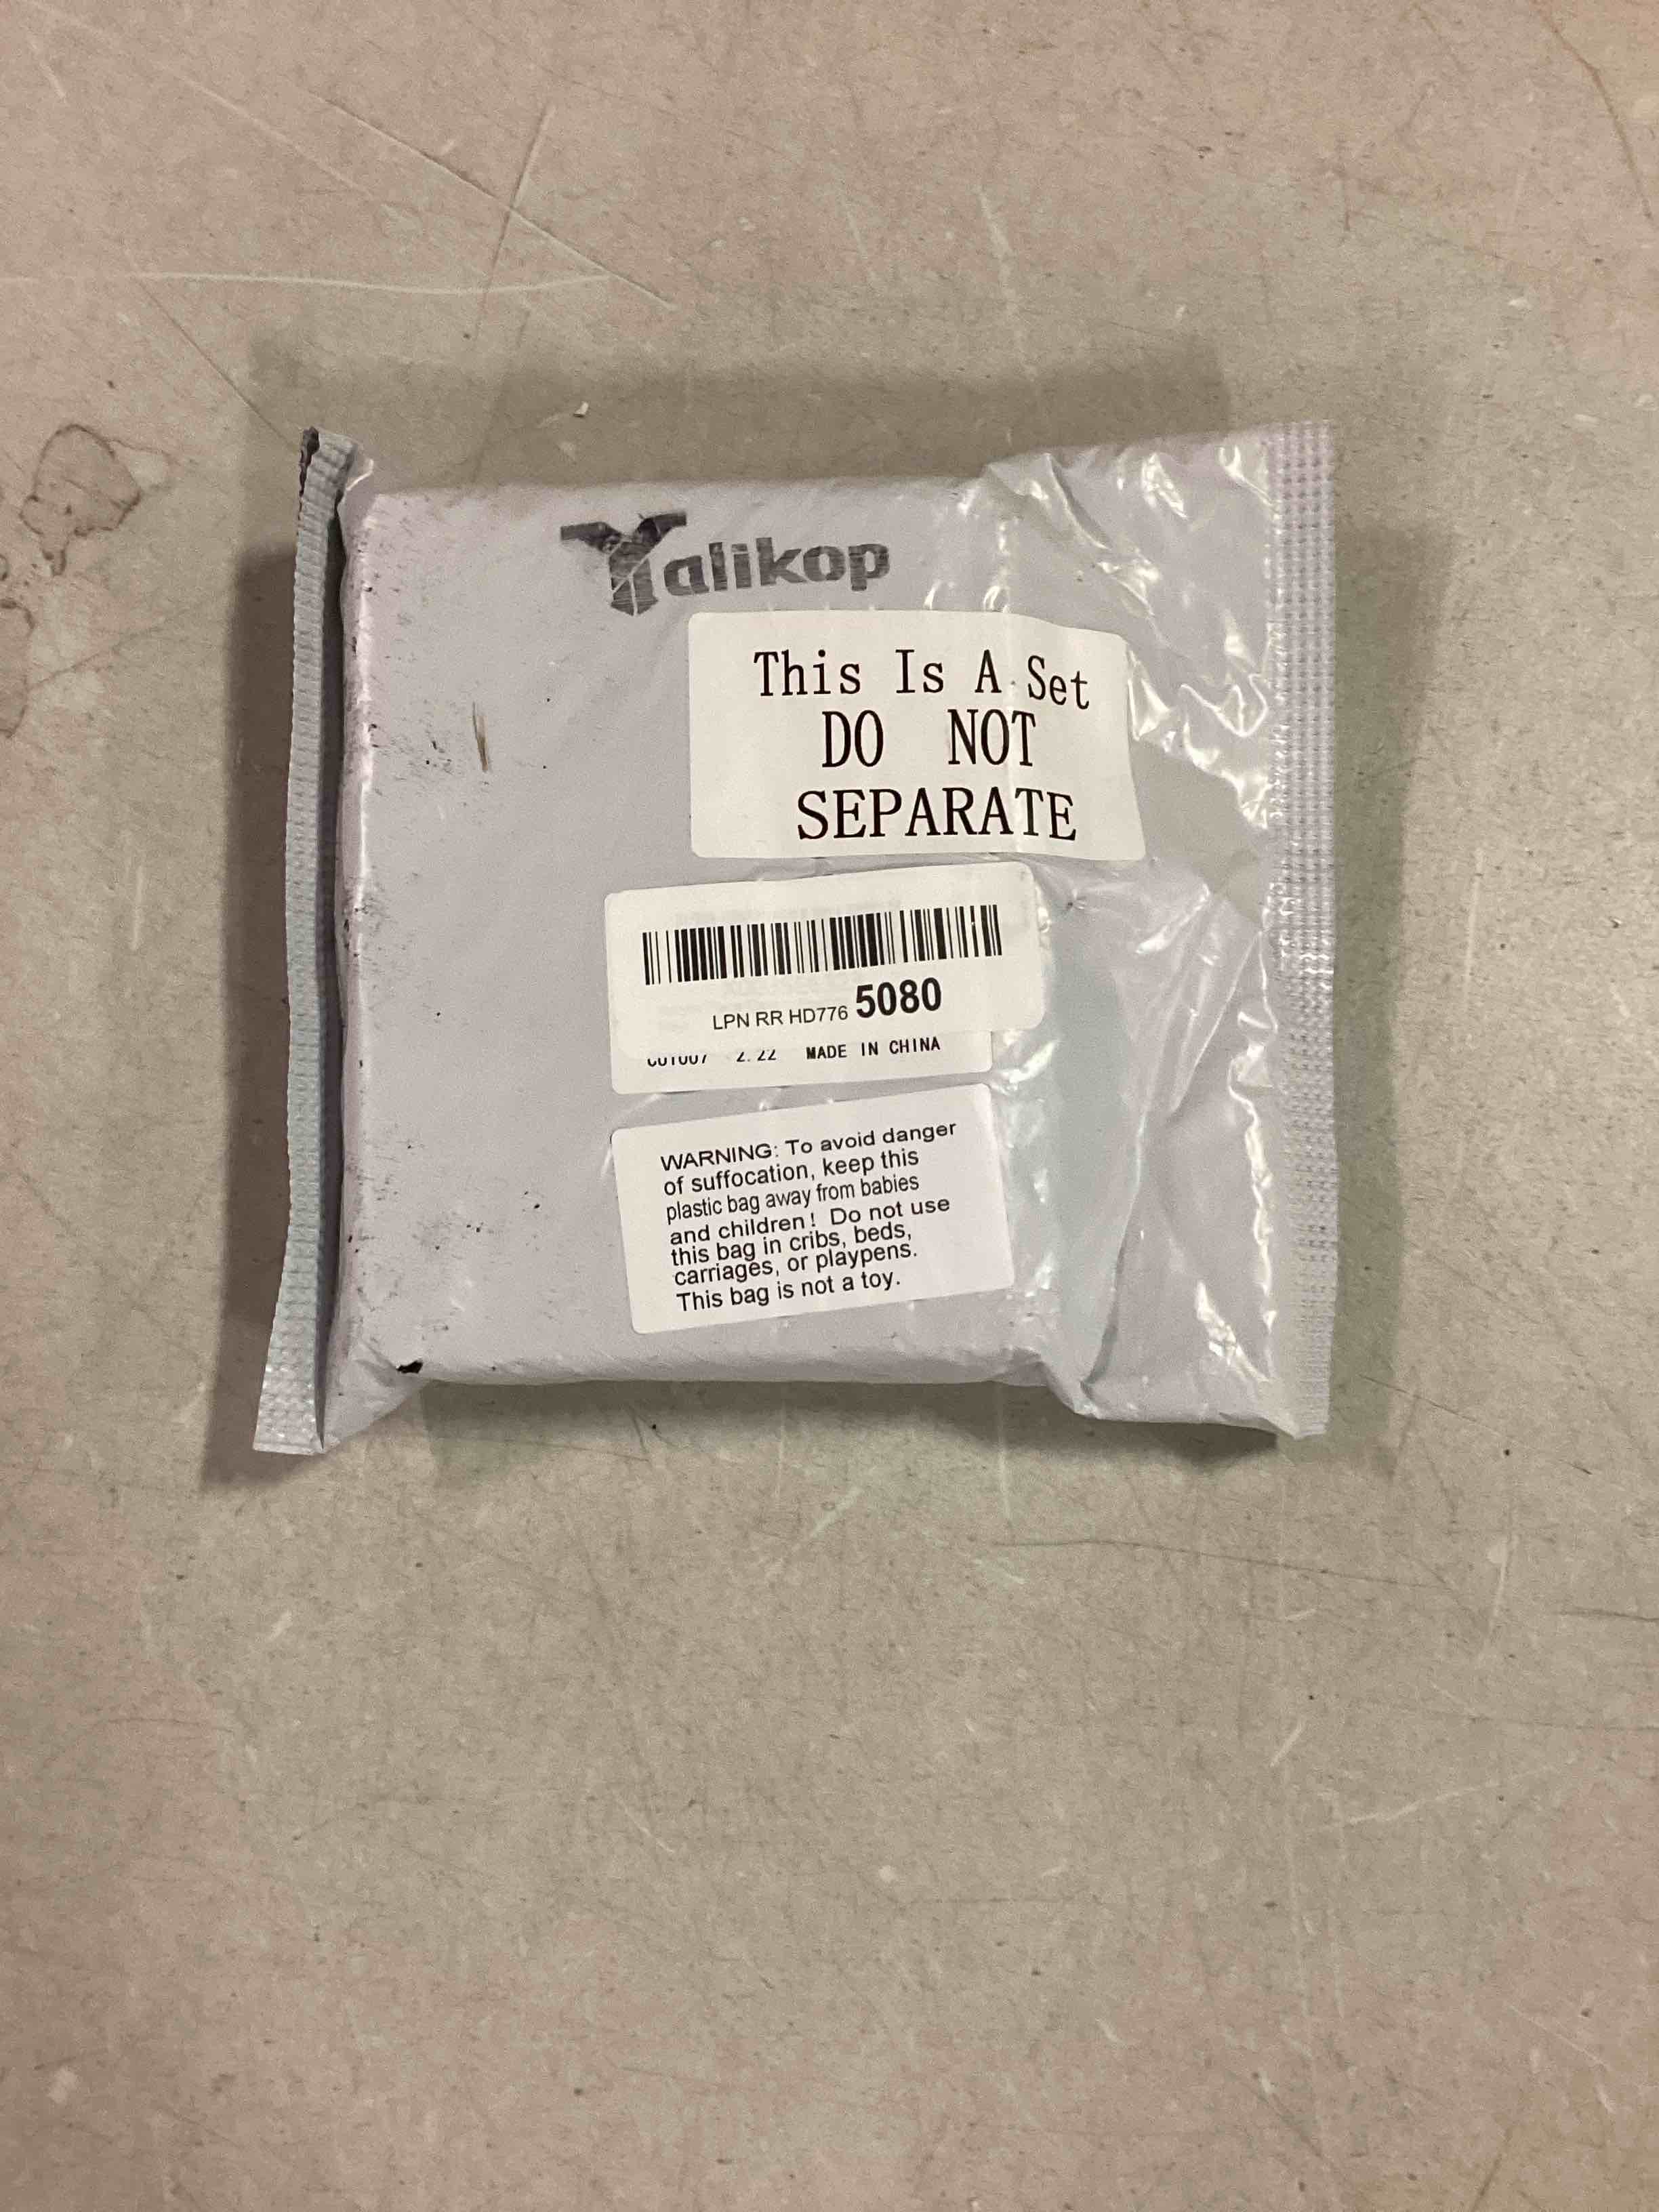 Yalikop
This Is A Set
DO NOT
SEPARATE
LPN RR HD776 5080
2.22 MADE IN CHINA
WARNING: To avoid danger
of suffocation, keep this
plastic bag away from babies
and children! Do not use
this bag in cribs, beds,
carriages, or playpens.
This bag is not a toy.